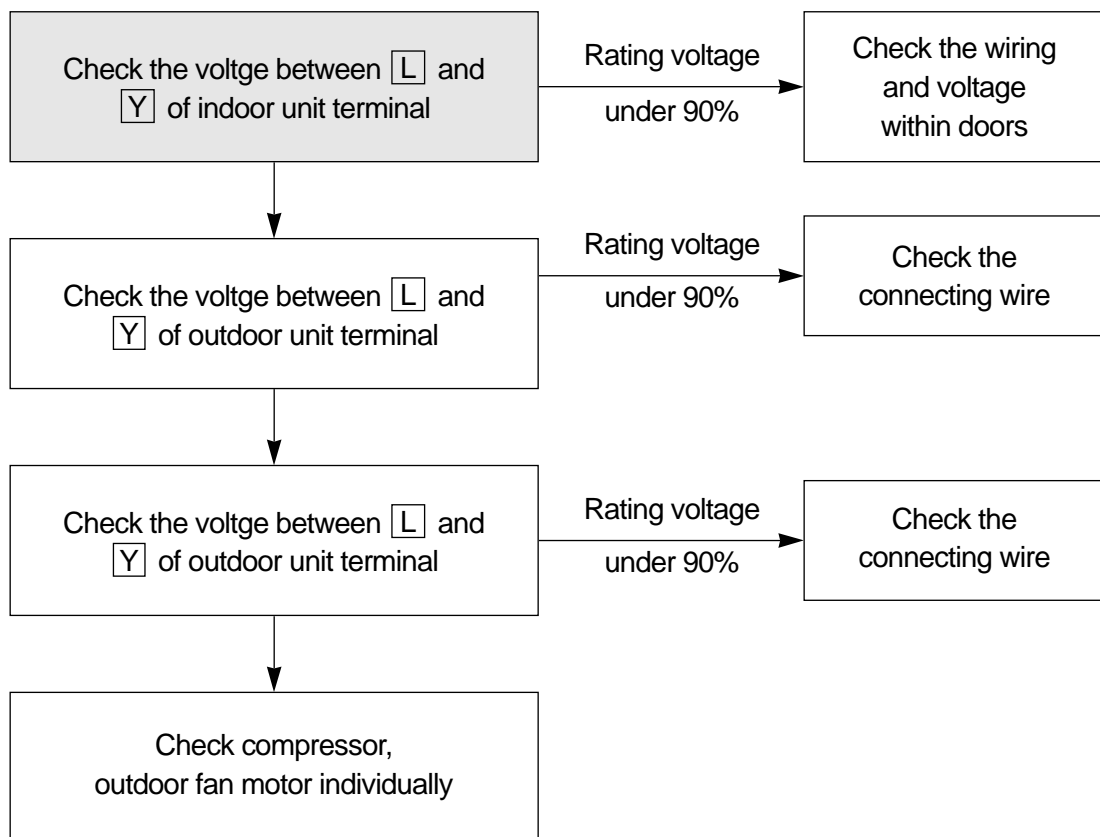 Check the voltge between L and
Y of indoor unit terminal
Rating voltage
under 90%
Check the wiring
and voltage
within doors
Check the voltge between L and
Y of outdoor unit terminal
Rating voltage
under 90%
Check the
connecting wire
Check the voltge between L and
Y of outdoor unit terminal
Rating voltage
under 90%
Check the
connecting wire
Check compressor,
outdoor fan motor individually